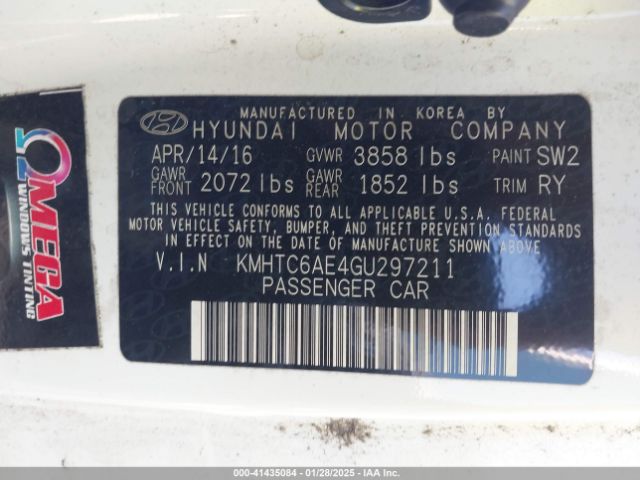 MANUFACTURED IN KOREA BY
HYUNDAI MOTOR COMPANY
APR/14/16 GVWR 3858 lbs PAINT SW2
GAWR FRONT 2072 lbs GAWR REAR 1852 lbs TRIM RY
THIS VEHICLE CONFORMS TO ALL APPLICABLE U.S.A. FEDERAL
MOTOR VEHICLE SAFETY, BUMPER, AND THEFT PREVENTION STANDARDS
IN EFFECT ON THE DATE OF MANUFACTURE SHOWN ABOVE.
V.I.N KMHTC6AE4GU297211
PASSENGER CAR
OMEGA
WINDOWS TINTING
000-41435084 | 01/28/2025 - IAA Inc.